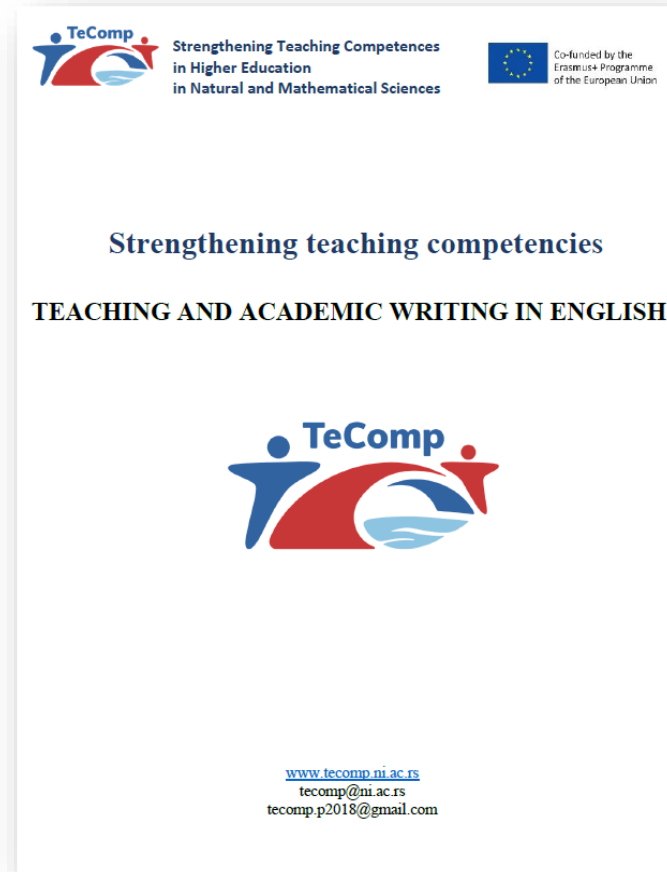 TeComp
Strengthening Teaching Competences
in Higher Education
in Natural and Mathematical Sciences
Co-funded by the
Erasmus+ Programme
of the European Union
Strengthening teaching competencies
TEACHING AND ACADEMIC WRITING IN ENGLISH
TeComp
www.tecomp.ni.ac.rs
tecomp@ni.ac.rs
tecomp.p2018@gmail.com